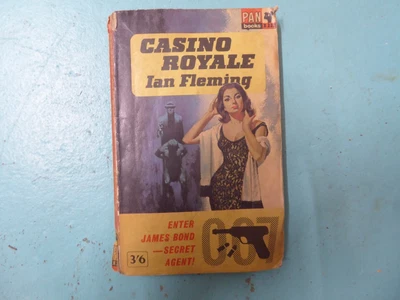 PAN
books
CASINO
ROYALE
Ian Fleming
ENTER
JAMES BOND
—SECRET
AGENT!
007
3'6